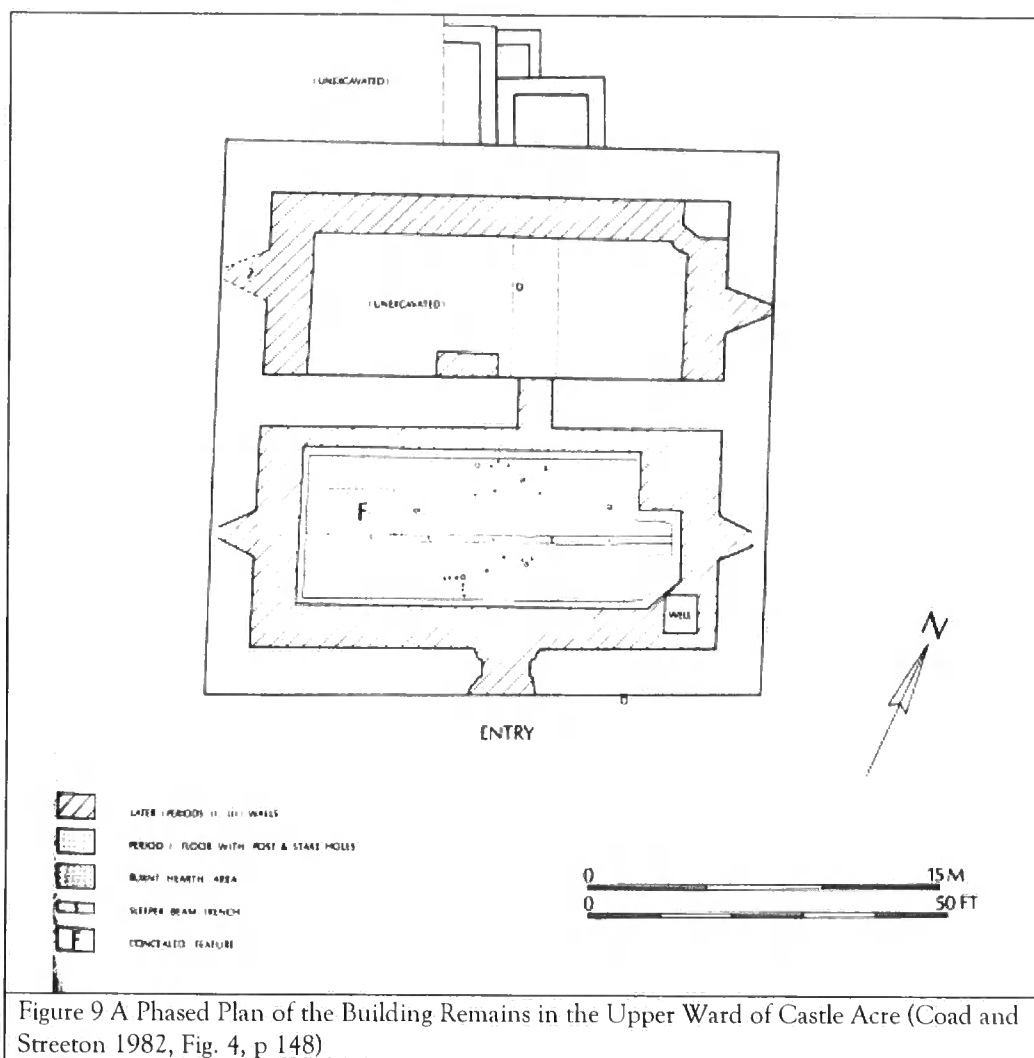 (UNEXCAVATED)
?
D
(UNEXCAVATED)
F
WELL
N
ENTRY
LATER (PERIODS II, III) WALLS
PERIOD I FLOOR WITH POST & STAKE HOLES
BURNT HEARTH AREA
SLEEPER BEAM TRENCH
F CONCEALED FEATURE
0 15 M
0 50 FT
Figure 9 A Phased Plan of the Building Remains in the Upper Ward of Castle Acre (Coad and
Streeton 1982, Fig. 4, p 148)